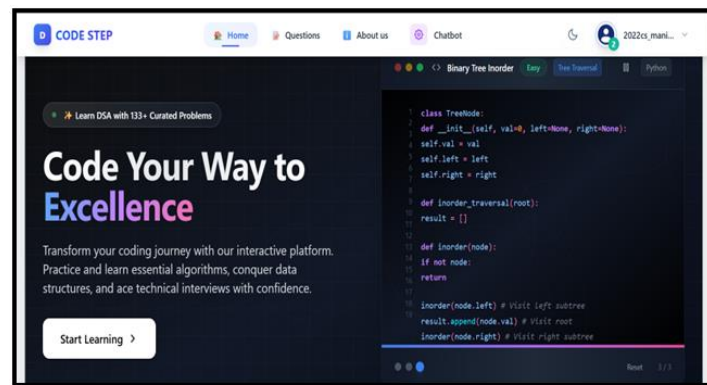 D CODE STEP
Home
Questions
About us
Chatbot
2022cs_mani...
2
<> Binary Tree Inorder Easy Tree Traversal Python
✨ Learn DSA with 133+ Curated Problems
Code Your Way to
Excellence
Transform your coding journey with our interactive platform.
Practice and learn essential algorithms, conquer data
structures, and ace technical interviews with confidence.
Start Learning >
class TreeNode:
def __init__(self, val=0, left=None, right=None):
self.val = val
self.left = left
self.right = right
def inorder_traversal(root):
result = []
def inorder(node):
if not node:
return
inorder(node.left) # Visit left subtree
result.append(node.val) # Visit root
inorder(node.right) # Visit right subtree
Reset 3 / 3